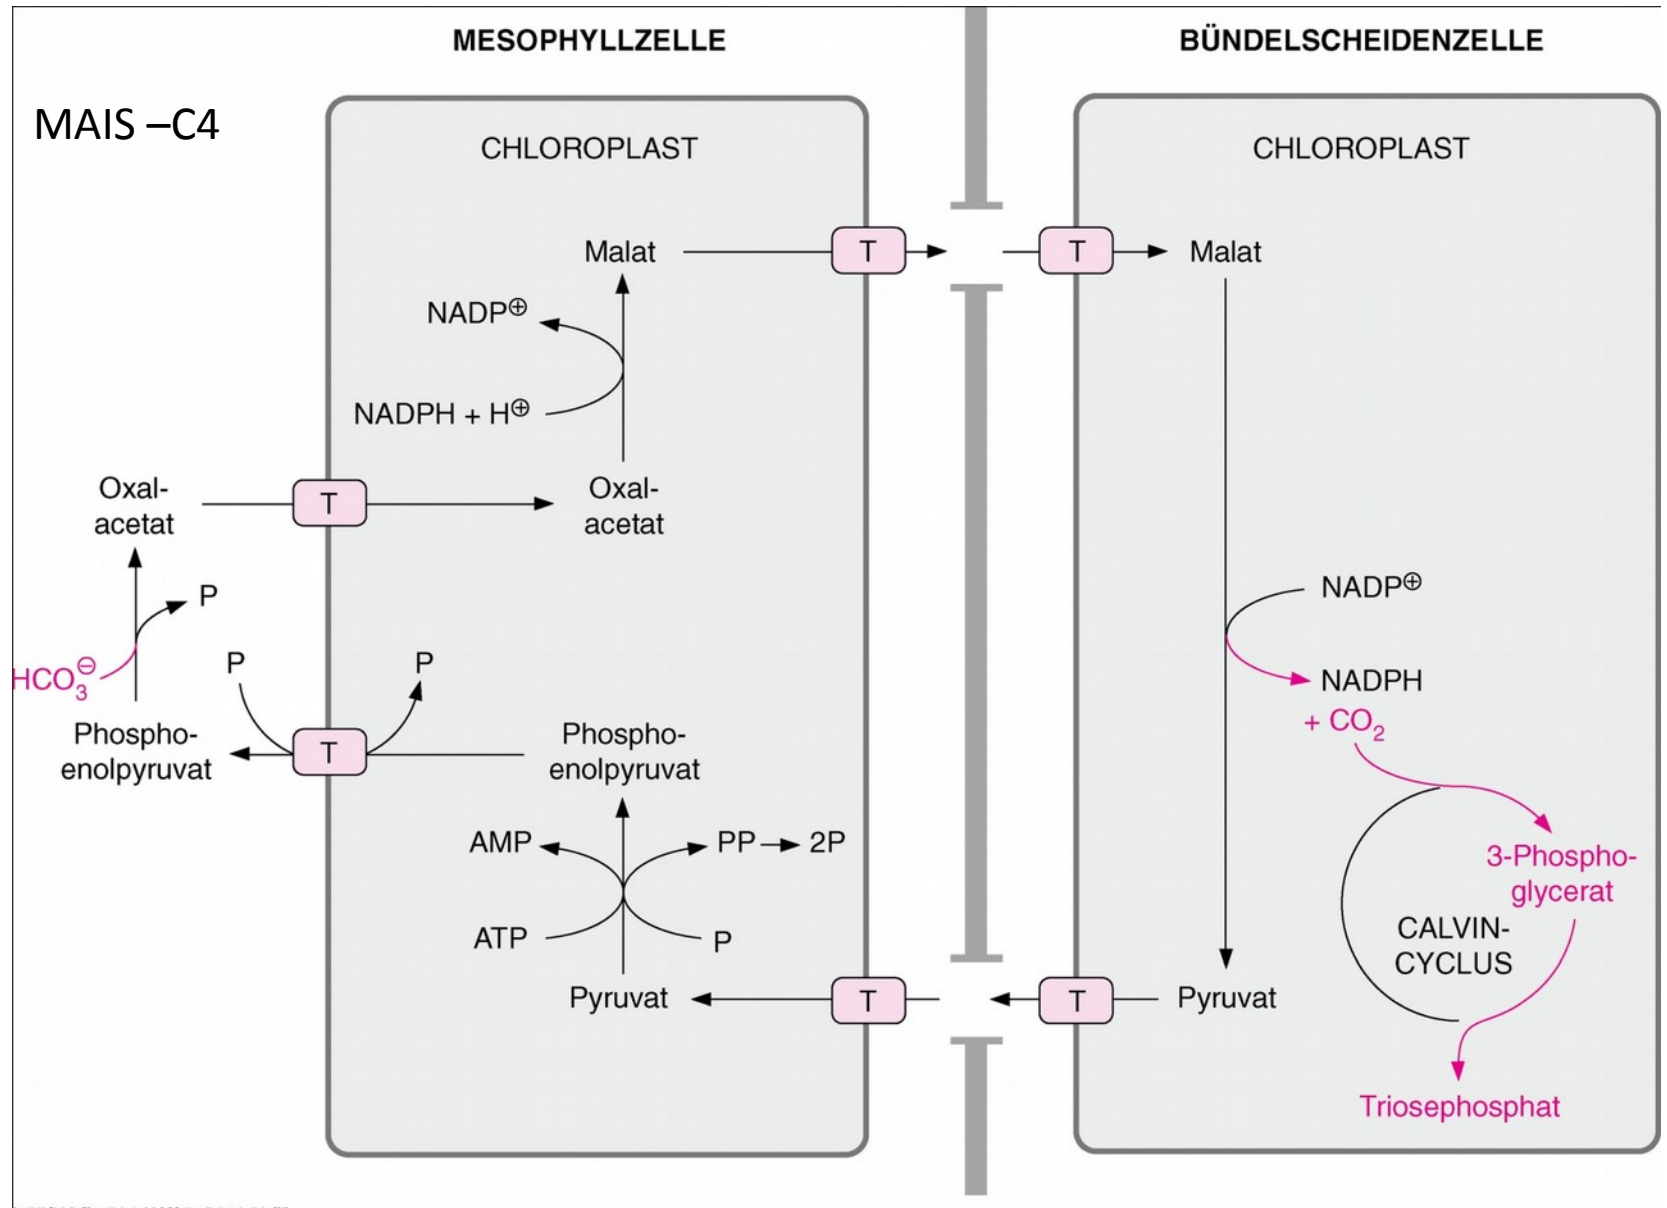 MESOPHYLLZELLE
BÜNDELSCHEIDENZELLE
MAIS –C4
CHLOROPLAST
CHLOROPLAST
Malat
T
T
Malat
NADP⊕
NADPH + H⊕
Oxal-
acetat
T
Oxal-
acetat
P
HCO₃⊖
P
P
Phospho-
enolpyruvat
T
Phospho-
enolpyruvat
AMP
PP
2P
ATP
P
Pyruvat
T
T
Pyruvat
NADP⊕
NADPH
+ CO₂
3-Phospho-
glycerat
CALVIN-
CYCLUS
Triosephosphat